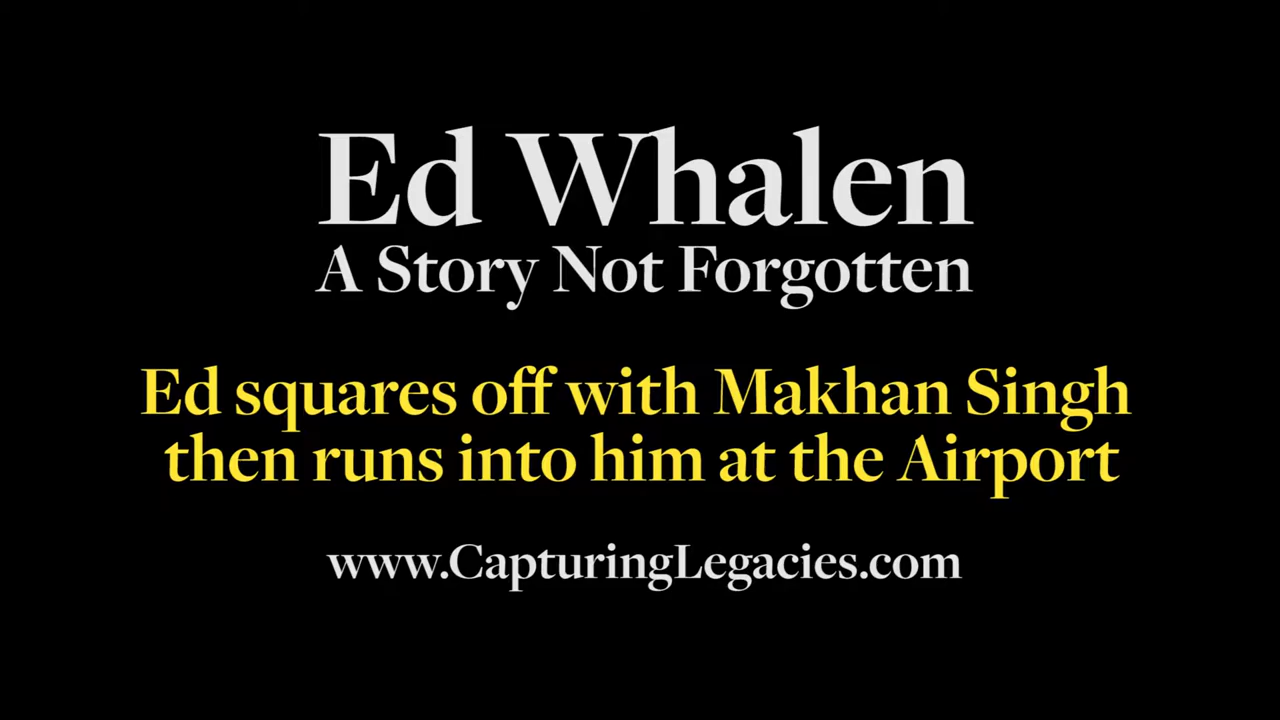 Ed Whalen
A Story Not Forgotten
Ed squares off with Makhan Singh
then runs into him at the Airport
www.CapturingLegacies.com